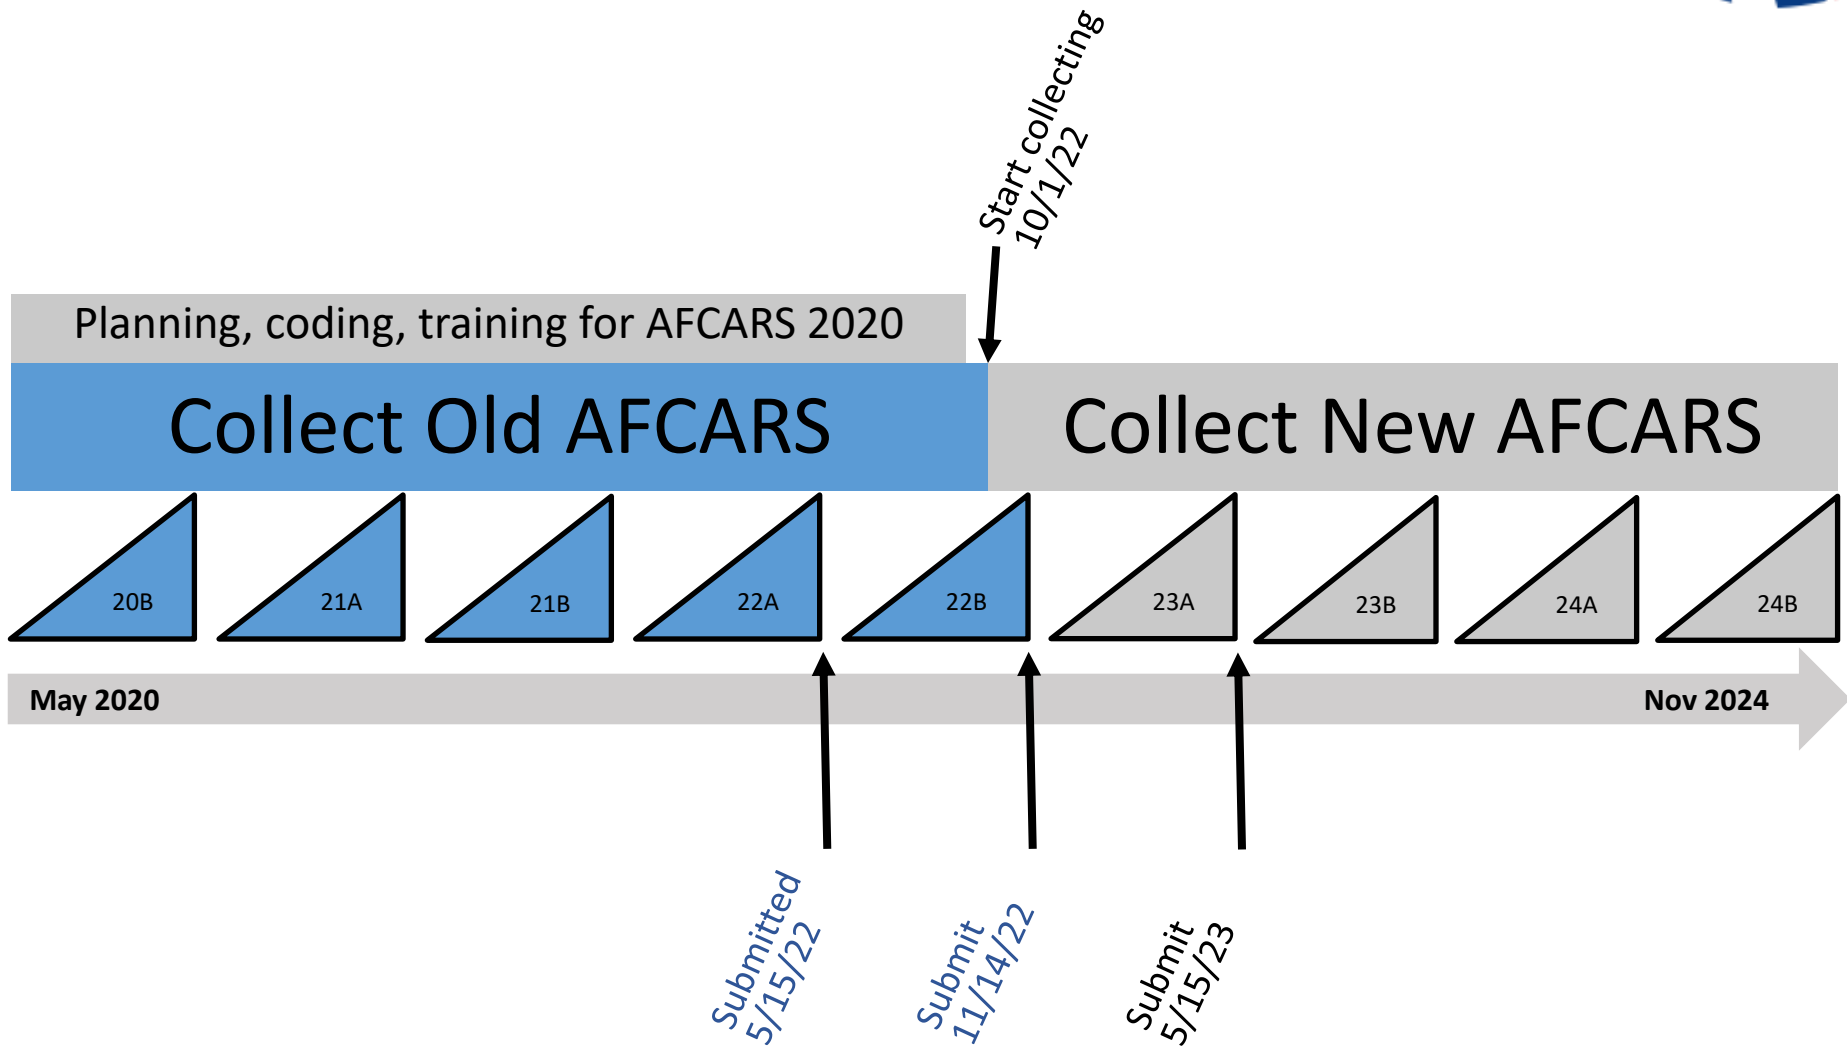 Start collecting
10/1/22
Planning, coding, training for AFCARS 2020
Collect Old AFCARS
Collect New AFCARS
20B
21A
21B
22A
22B
23A
23B
24A
24B
May 2020
Nov 2024
Submitted
5/15/22
Submit
11/14/22
Submit
5/15/23